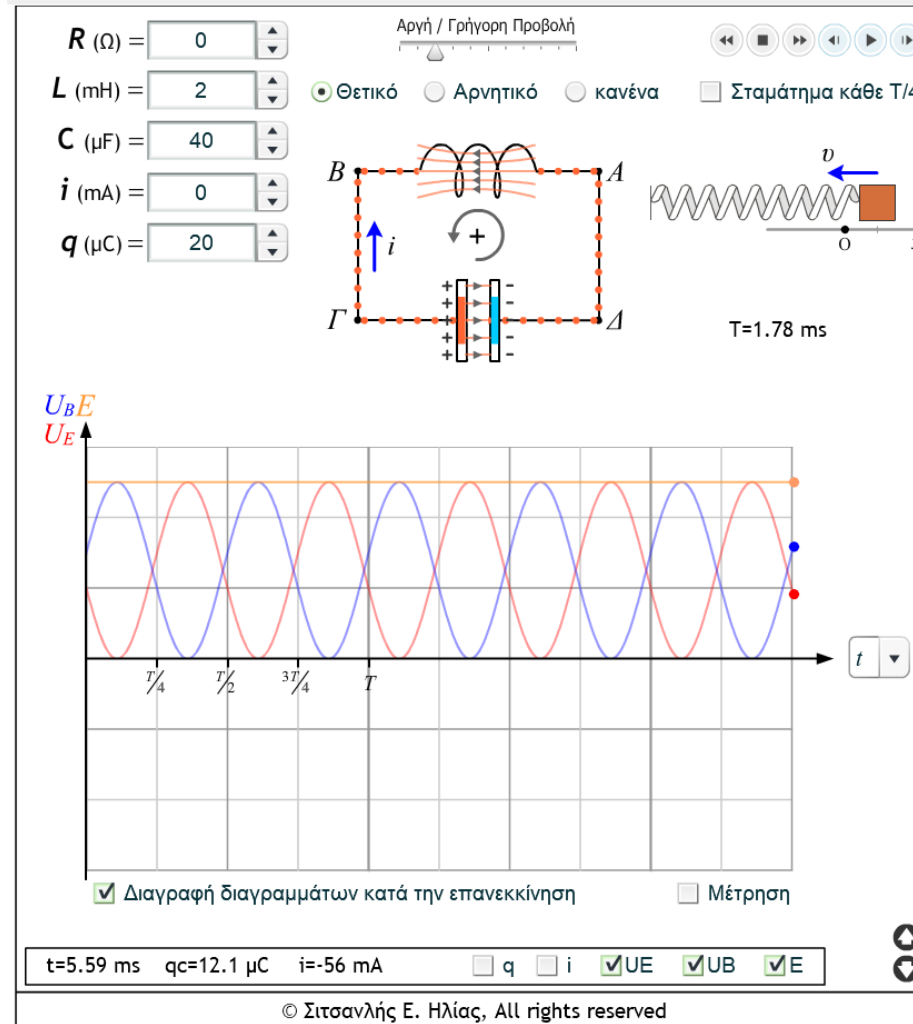 R (Ω) = 0
Αργή / Γρήγορη Προβολή
L (mH) = 2
Θετικό Αρνητικό κανένα Σταμάτημα κάθε T/4
C (μF) = 40
i (mA) = 0
q (μC) = 20
B A
υ
+ i
O
+ -
+ -
+ -
+ -
+ -
Γ Δ
T=1.78 ms
UB E
UE
T/4 T/2 3T/4 T
t
Διαγραφή διαγραμμάτων κατά την επανεκκίνηση Μέτρηση
t=5.59 ms qc=12.1 μC i=-56 mA q i UE UB E
© Σιτσανλής Ε. Ηλίας, All rights reserved